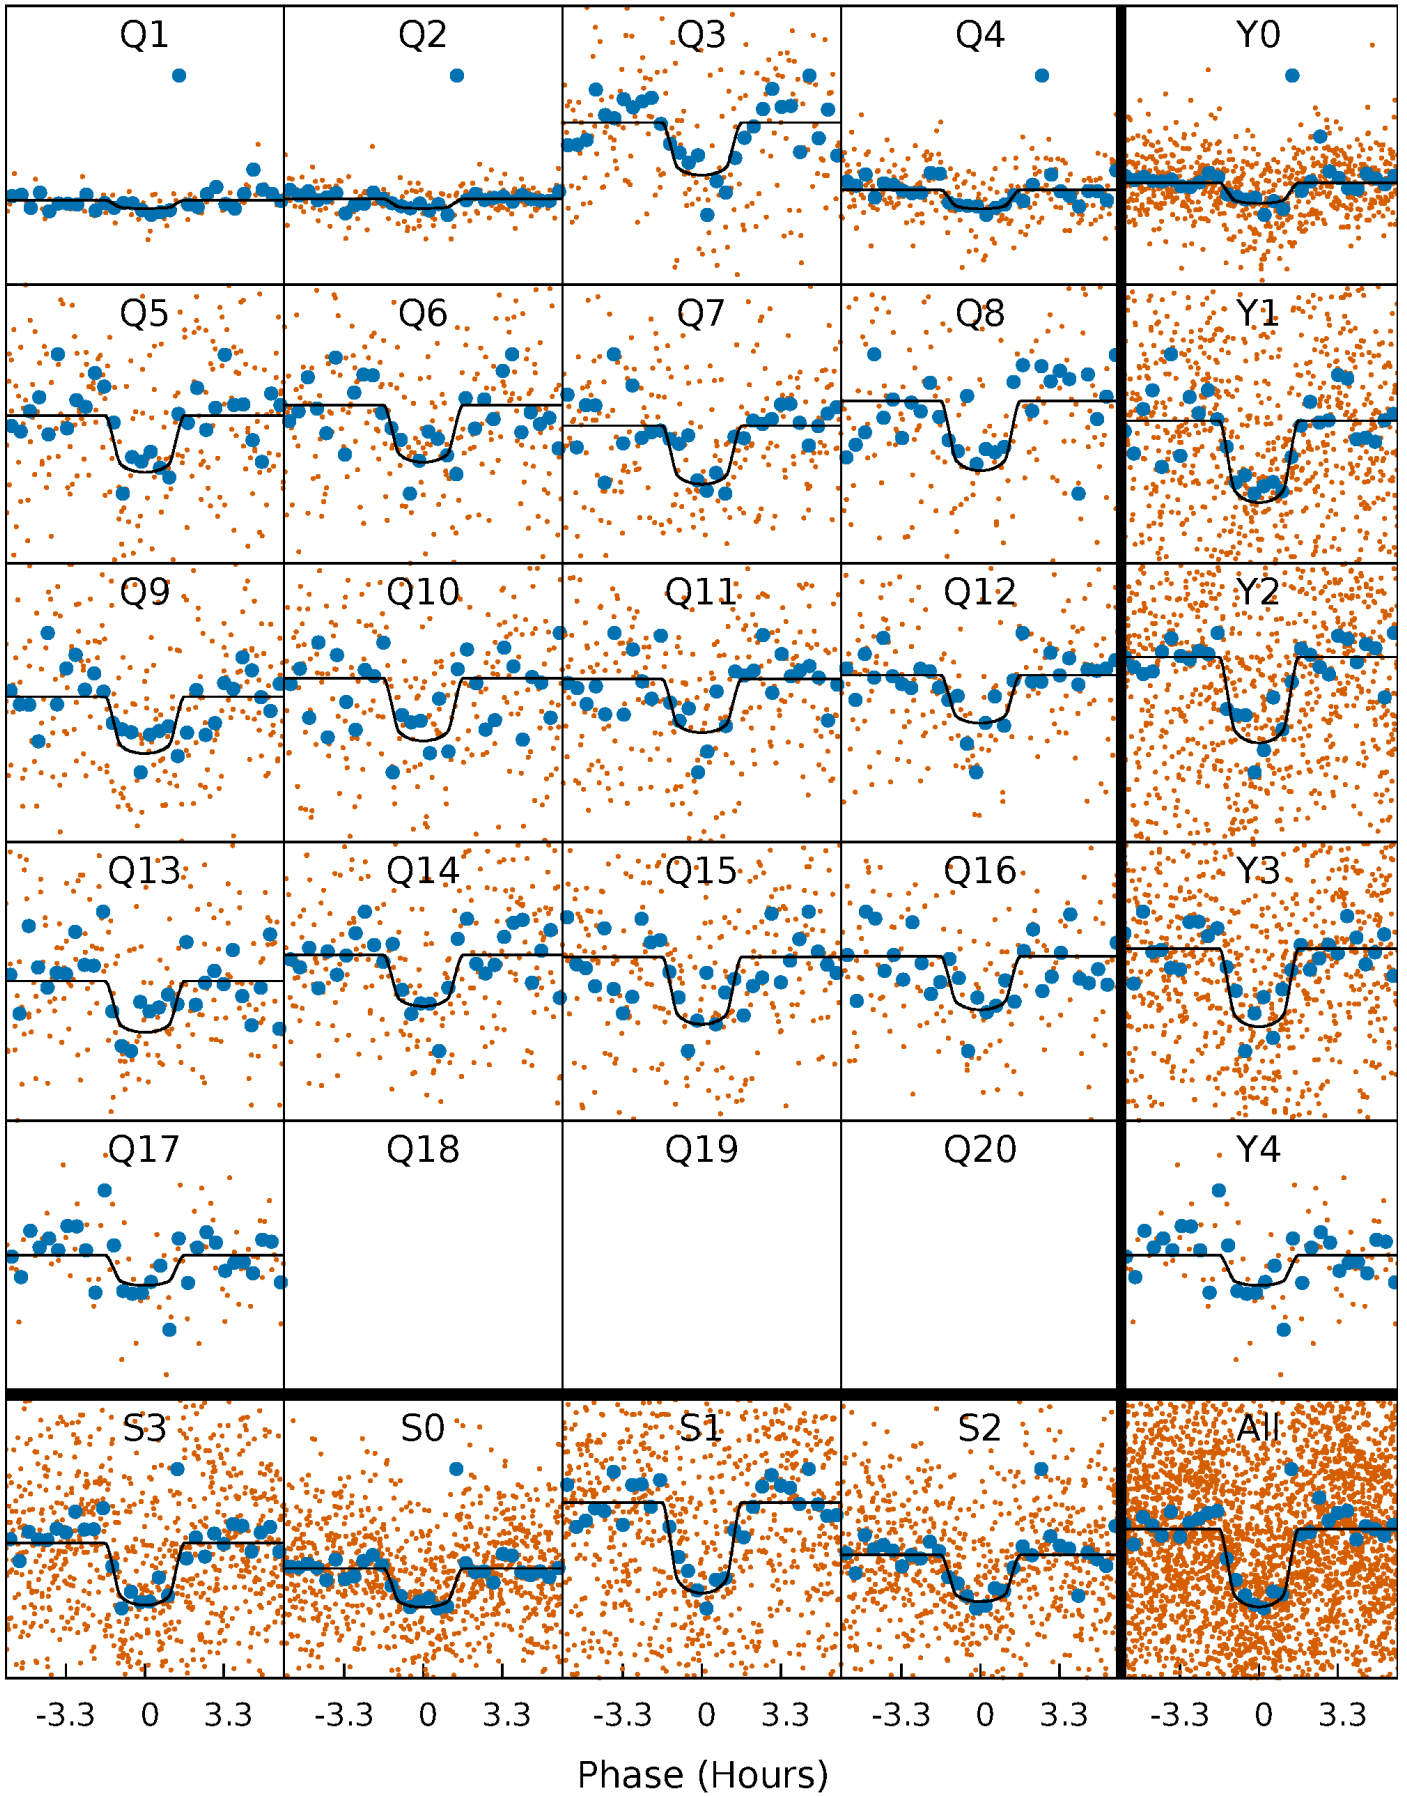 Q1 Q2 Q3 Q4 Y0
Q5 Q6 Q7 Q8 Y1
Q9 Q10 Q11 Q12 Y2
Q13 Q14 Q15 Q16 Y3
Q17 Q18 Q19 Q20 Y4
S3 S0 S1 S2 All
-3.3 0 3.3 -3.3 0 3.3 -3.3 0 3.3 -3.3 0 3.3 -3.3 0 3.3
Phase (Hours)